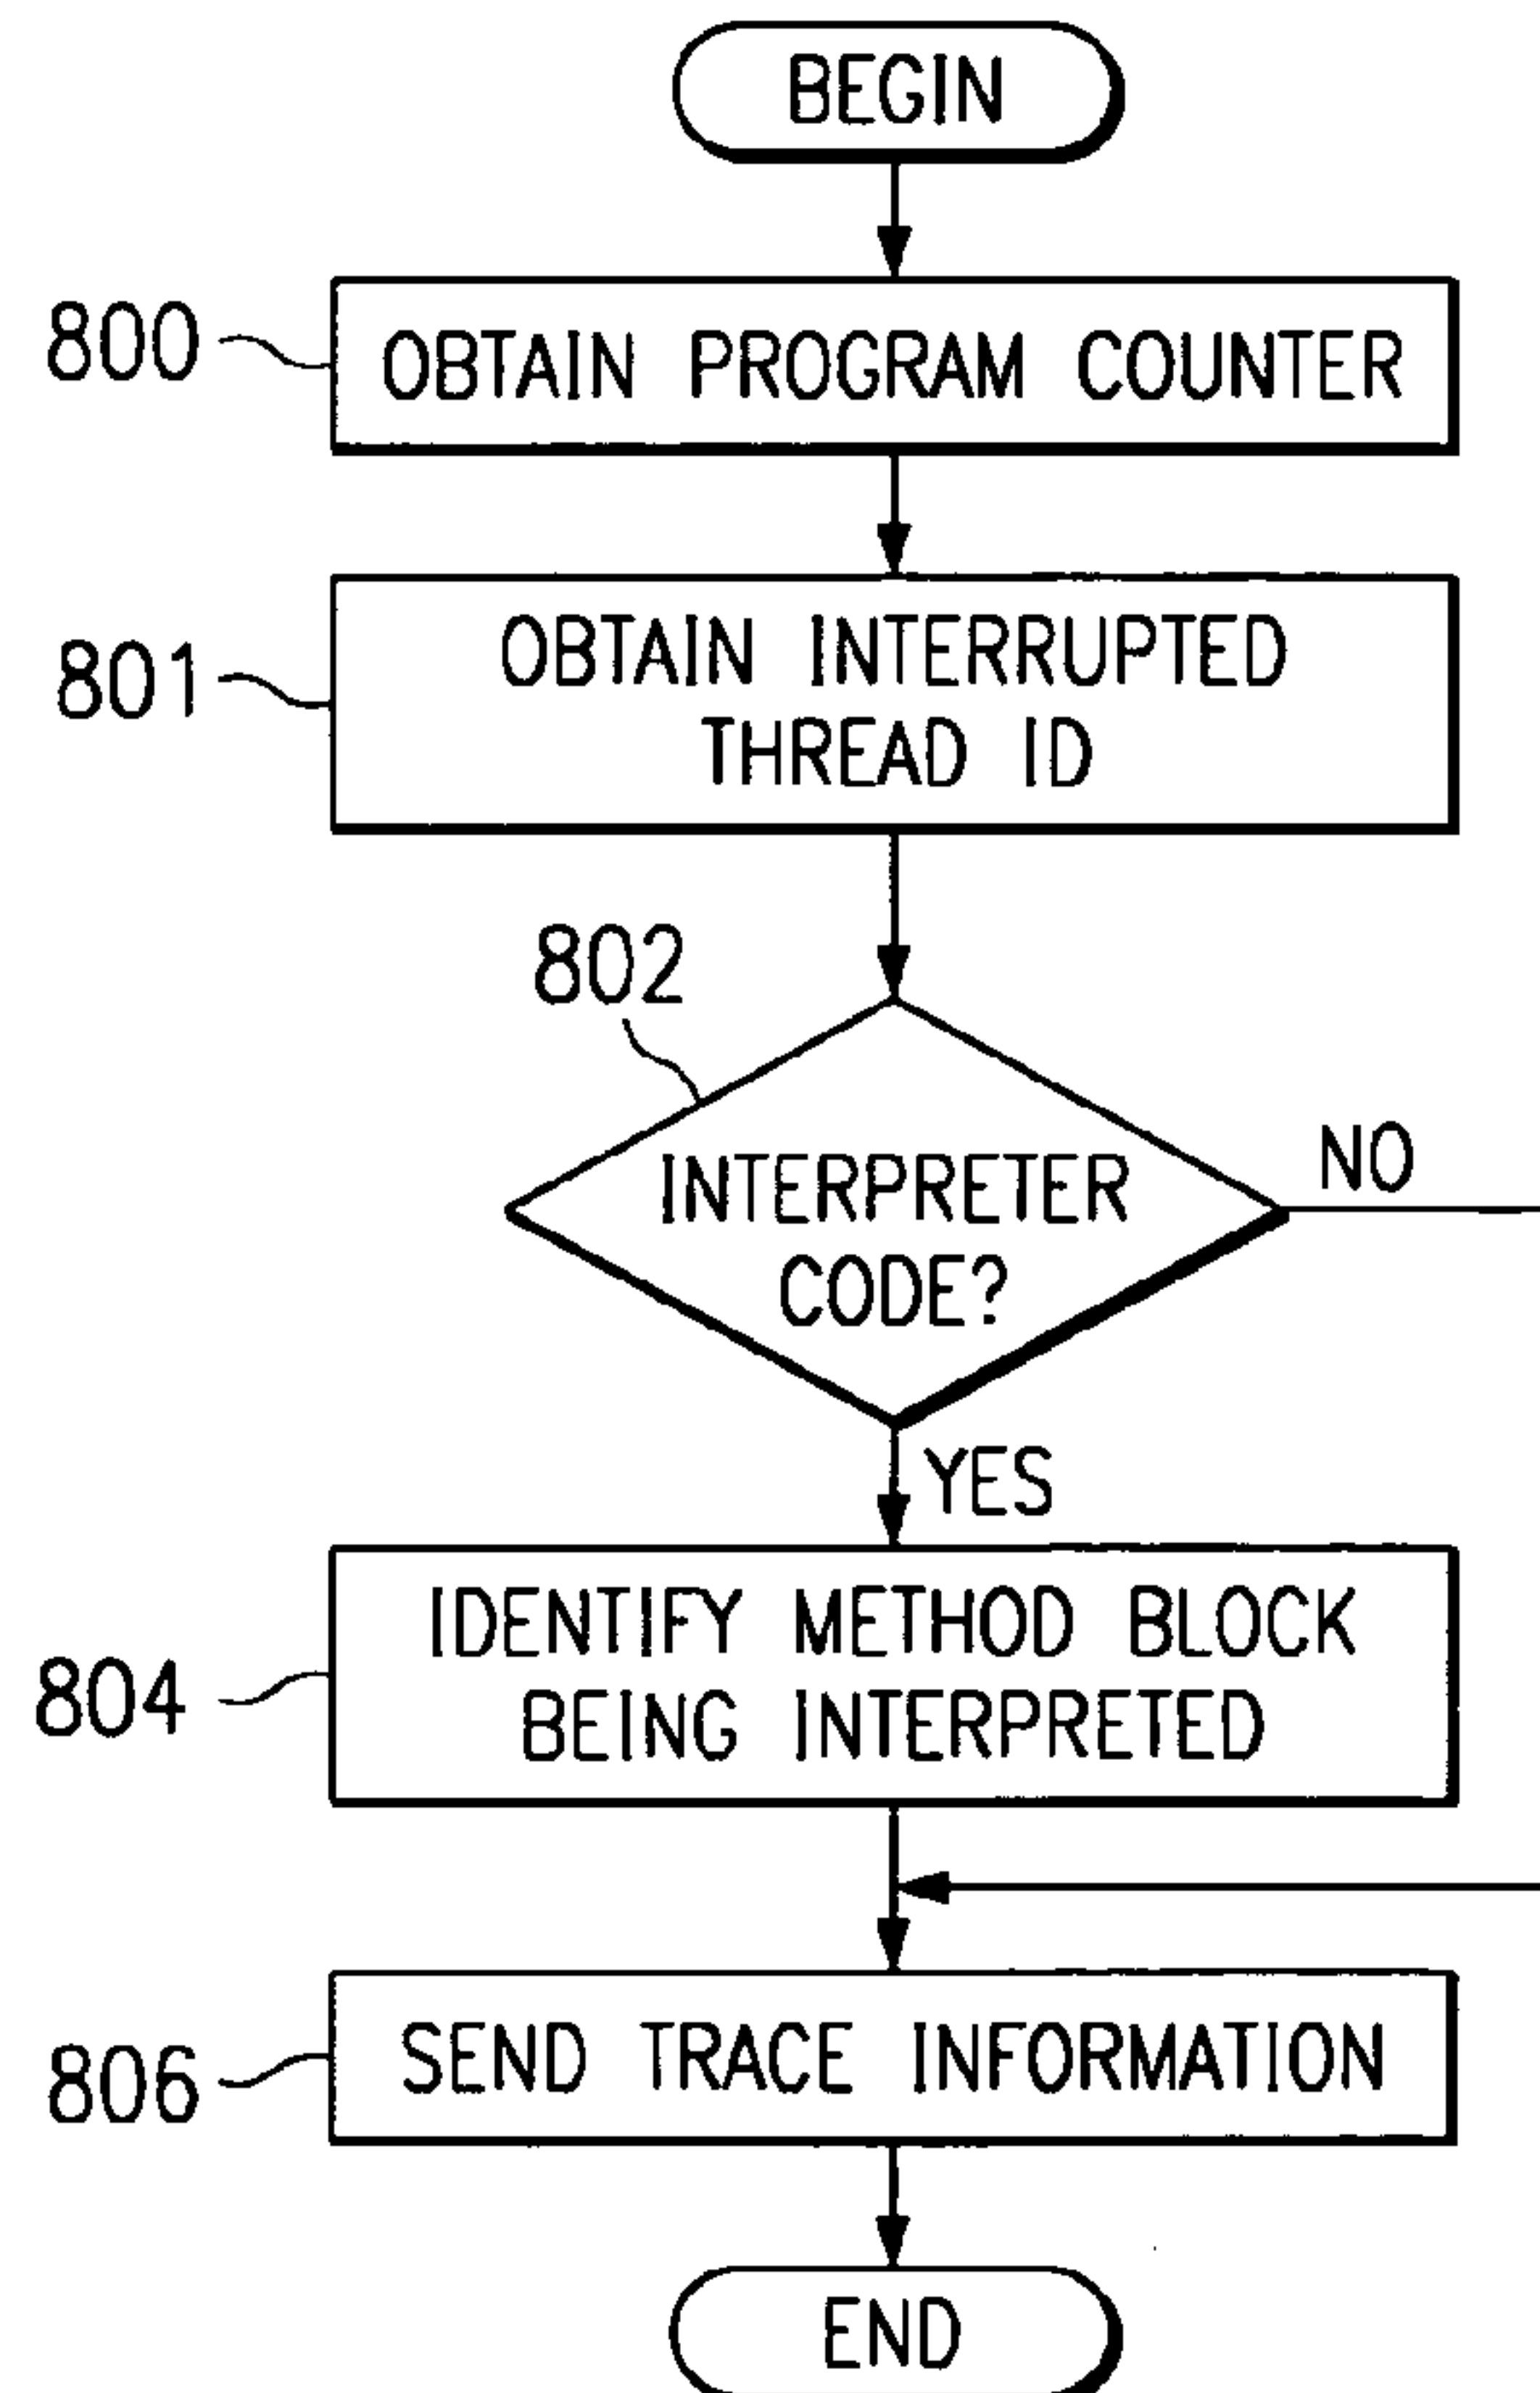 BEGIN
800
OBTAIN PROGRAM COUNTER
801
OBTAIN INTERRUPTED
THREAD ID
802
INTERPRETER
CODE?
NO
YES
804
IDENTIFY METHOD BLOCK
BEING INTERPRETED
806
SEND TRACE INFORMATION
END